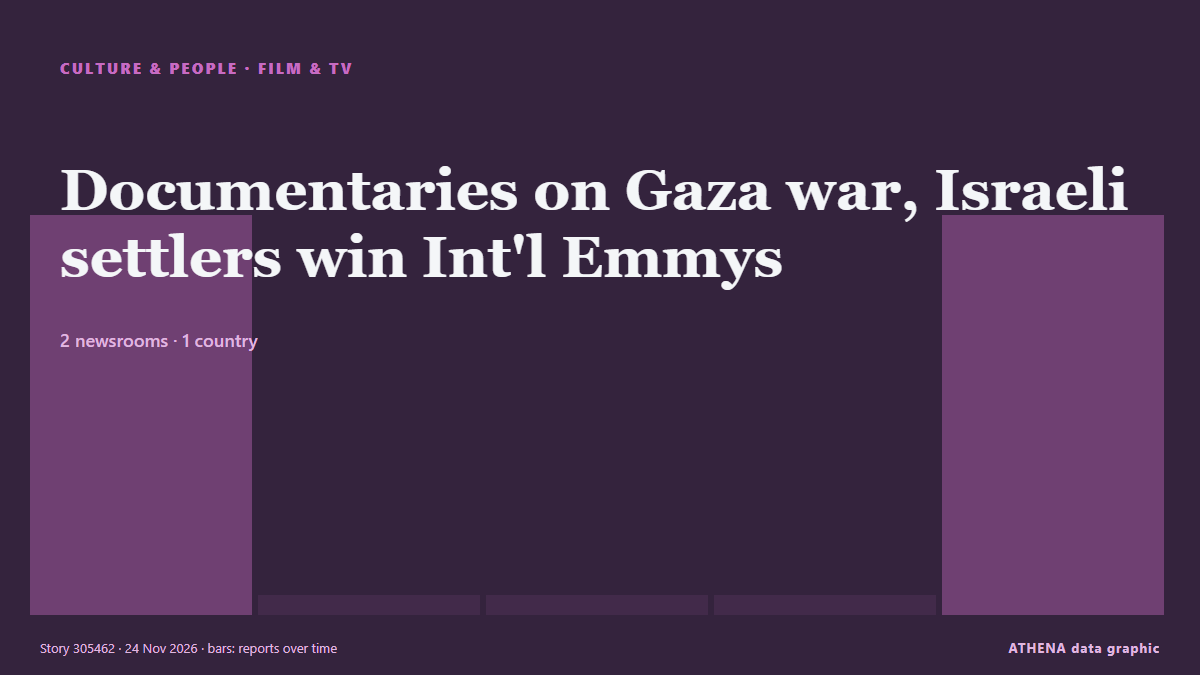 CULTURE & PEOPLE · FILM & TV
Documentaries on Gaza war, Israeli
settlers win Int'l Emmys
2 newsrooms · 1 country
Story 305462 · 24 Nov 2026 · bars: reports over time
ATHENA data graphic